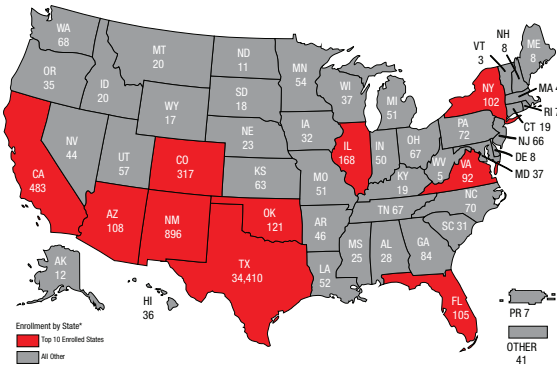 WA
68
OR
35
CA
483
NV
44
ID
20
MT
20
WY
17
UT
57
CO
317
AZ
108
NM
896
ND
11
SD
18
NE
23
KS
63
OK
121
TX
34,410
MN
54
IA
32
MO
51
AR
46
LA
52
WI
37
IL
168
MI
51
IN
50
OH
67
KY
19
TN 67
MS
25
AL
28
GA
84
FL
105
SC 31
NC
70
VA
92
WV
5
PA
72
NY
102
VT
3
NH
8
ME
8
MA
RI
CT 19
NJ 66
DE 8
MD 37
AK
12
HI
36
PR 7
OTHER
41
Enrollment by State*
Top 10 Enrolled States
All Other